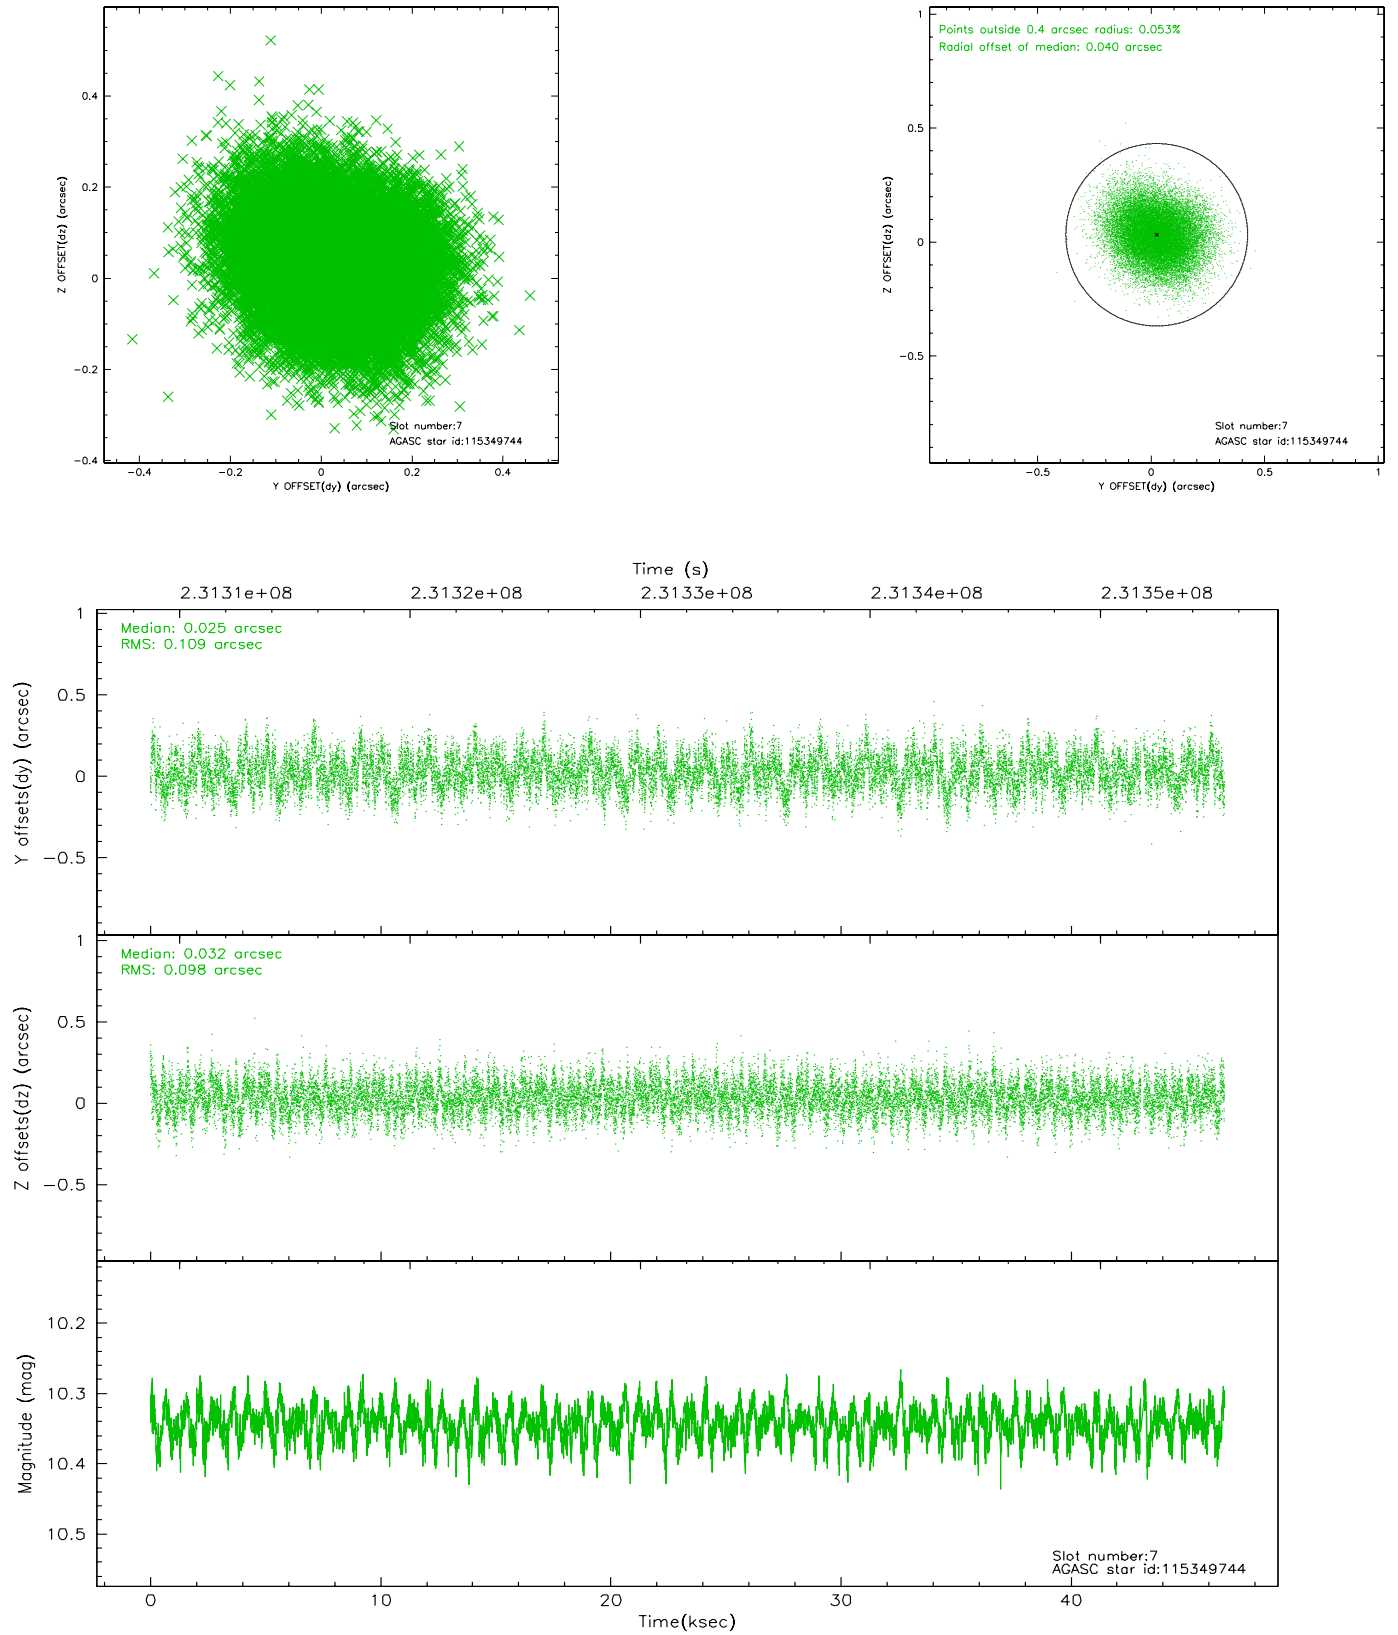 0.4
0.2
0
−0.2
−0.4
Z OFFSET(dz) (arcsec)
Slot number:7
AGASC star id:115349744
−0.4 −0.2 0 0.2 0.4
Y OFFSET(dy) (arcsec)
Points outside 0.4 arcsec radius: 0.053%
Radial offset of median: 0.040 arcsec
1
0.5
0
−0.5
Z OFFSET(dz) (arcsec)
Slot number:7
AGASC star id:115349744
−0.5 0 0.5 1
Y OFFSET(dy) (arcsec)
Time (s)
2.3131e+08 2.3132e+08 2.3133e+08 2.3134e+08 2.3135e+08
Median: 0.025 arcsec
RMS: 0.109 arcsec
1
0.5
0
−0.5
Y offsets(dy) (arcsec)
Median: 0.032 arcsec
RMS: 0.098 arcsec
1
0.5
0
−0.5
Z offsets(dz) (arcsec)
10.2
10.3
10.4
10.5
Magnitude (mag)
Slot number:7
AGASC star id:115349744
0 10 20 30 40
Time(ksec)